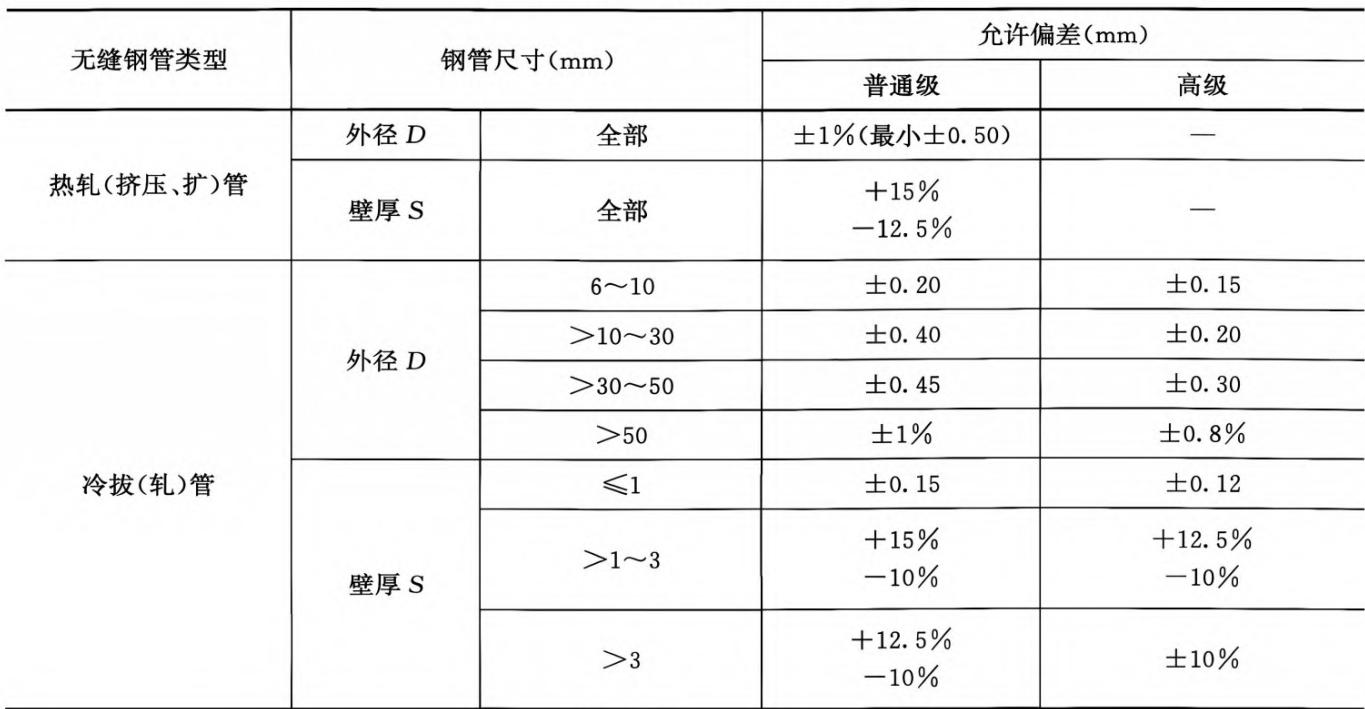 无缝钢管类型 钢管尺寸(mm) 允许偏差(mm)
普通级 高级
热轧(挤压、扩)管 外径 D 全部 ±1%(最小±0.50) —
壁厚 S 全部 +15%
-12.5% —
冷拔(轧)管 外径 D 6~10 ±0.20 ±0.15
>10~30 ±0.40 ±0.20
>30~50 ±0.45 ±0.30
>50 ±1% ±0.8%
壁厚 S ≤1 ±0.15 ±0.12
>1~3 +15% +12.5%
-10% -10%
>3 +12.5% ±10%
-10%